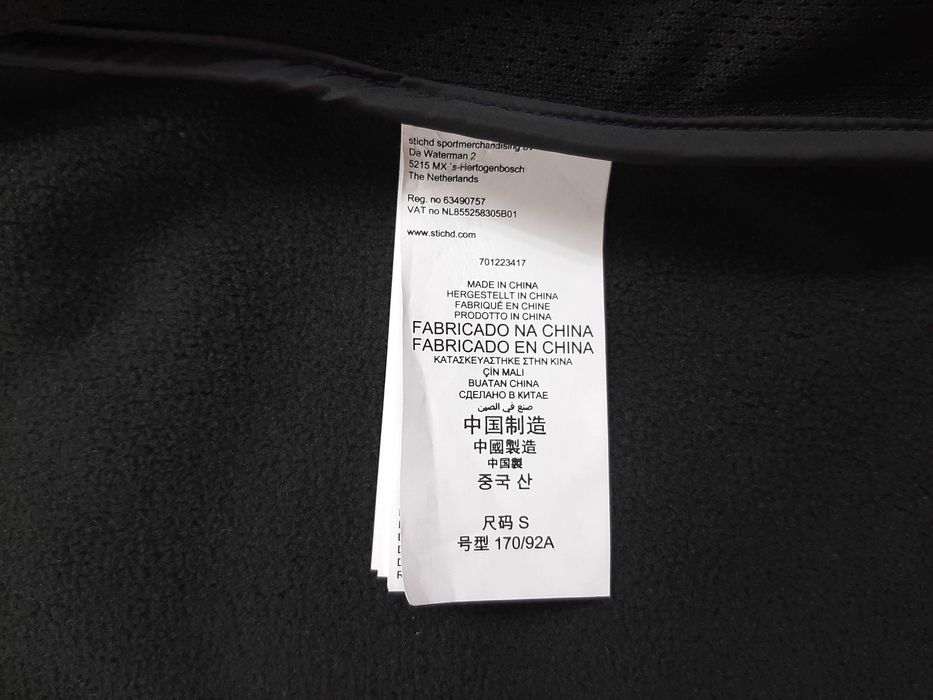 stichd sportmerchandising
De Waterman 2
5215 MX 's-Hertogenbosch
The Netherlands
Reg. no 63490757
VAT no NL855258305B01
www.stichd.com
701223417
MADE IN CHINA
HERGESTELLT IN CHINA
FABRIQUÉ EN CHINE
PRODOTTO IN CHINA
FABRICADO NA CHINA
FABRICADO EN CHINA
ΚΑΤΑΣΚΕΥΑΣΤΗΚΕ ΣΤΗΝ ΚΙΝΑ
ÇİN MALI
BUATAN CHINA
СДЕЛАНО В КИТАЕ
صنع في الصين
中国制造
中國製造
中国製
중국 산
尺码 S
号型 170/92A